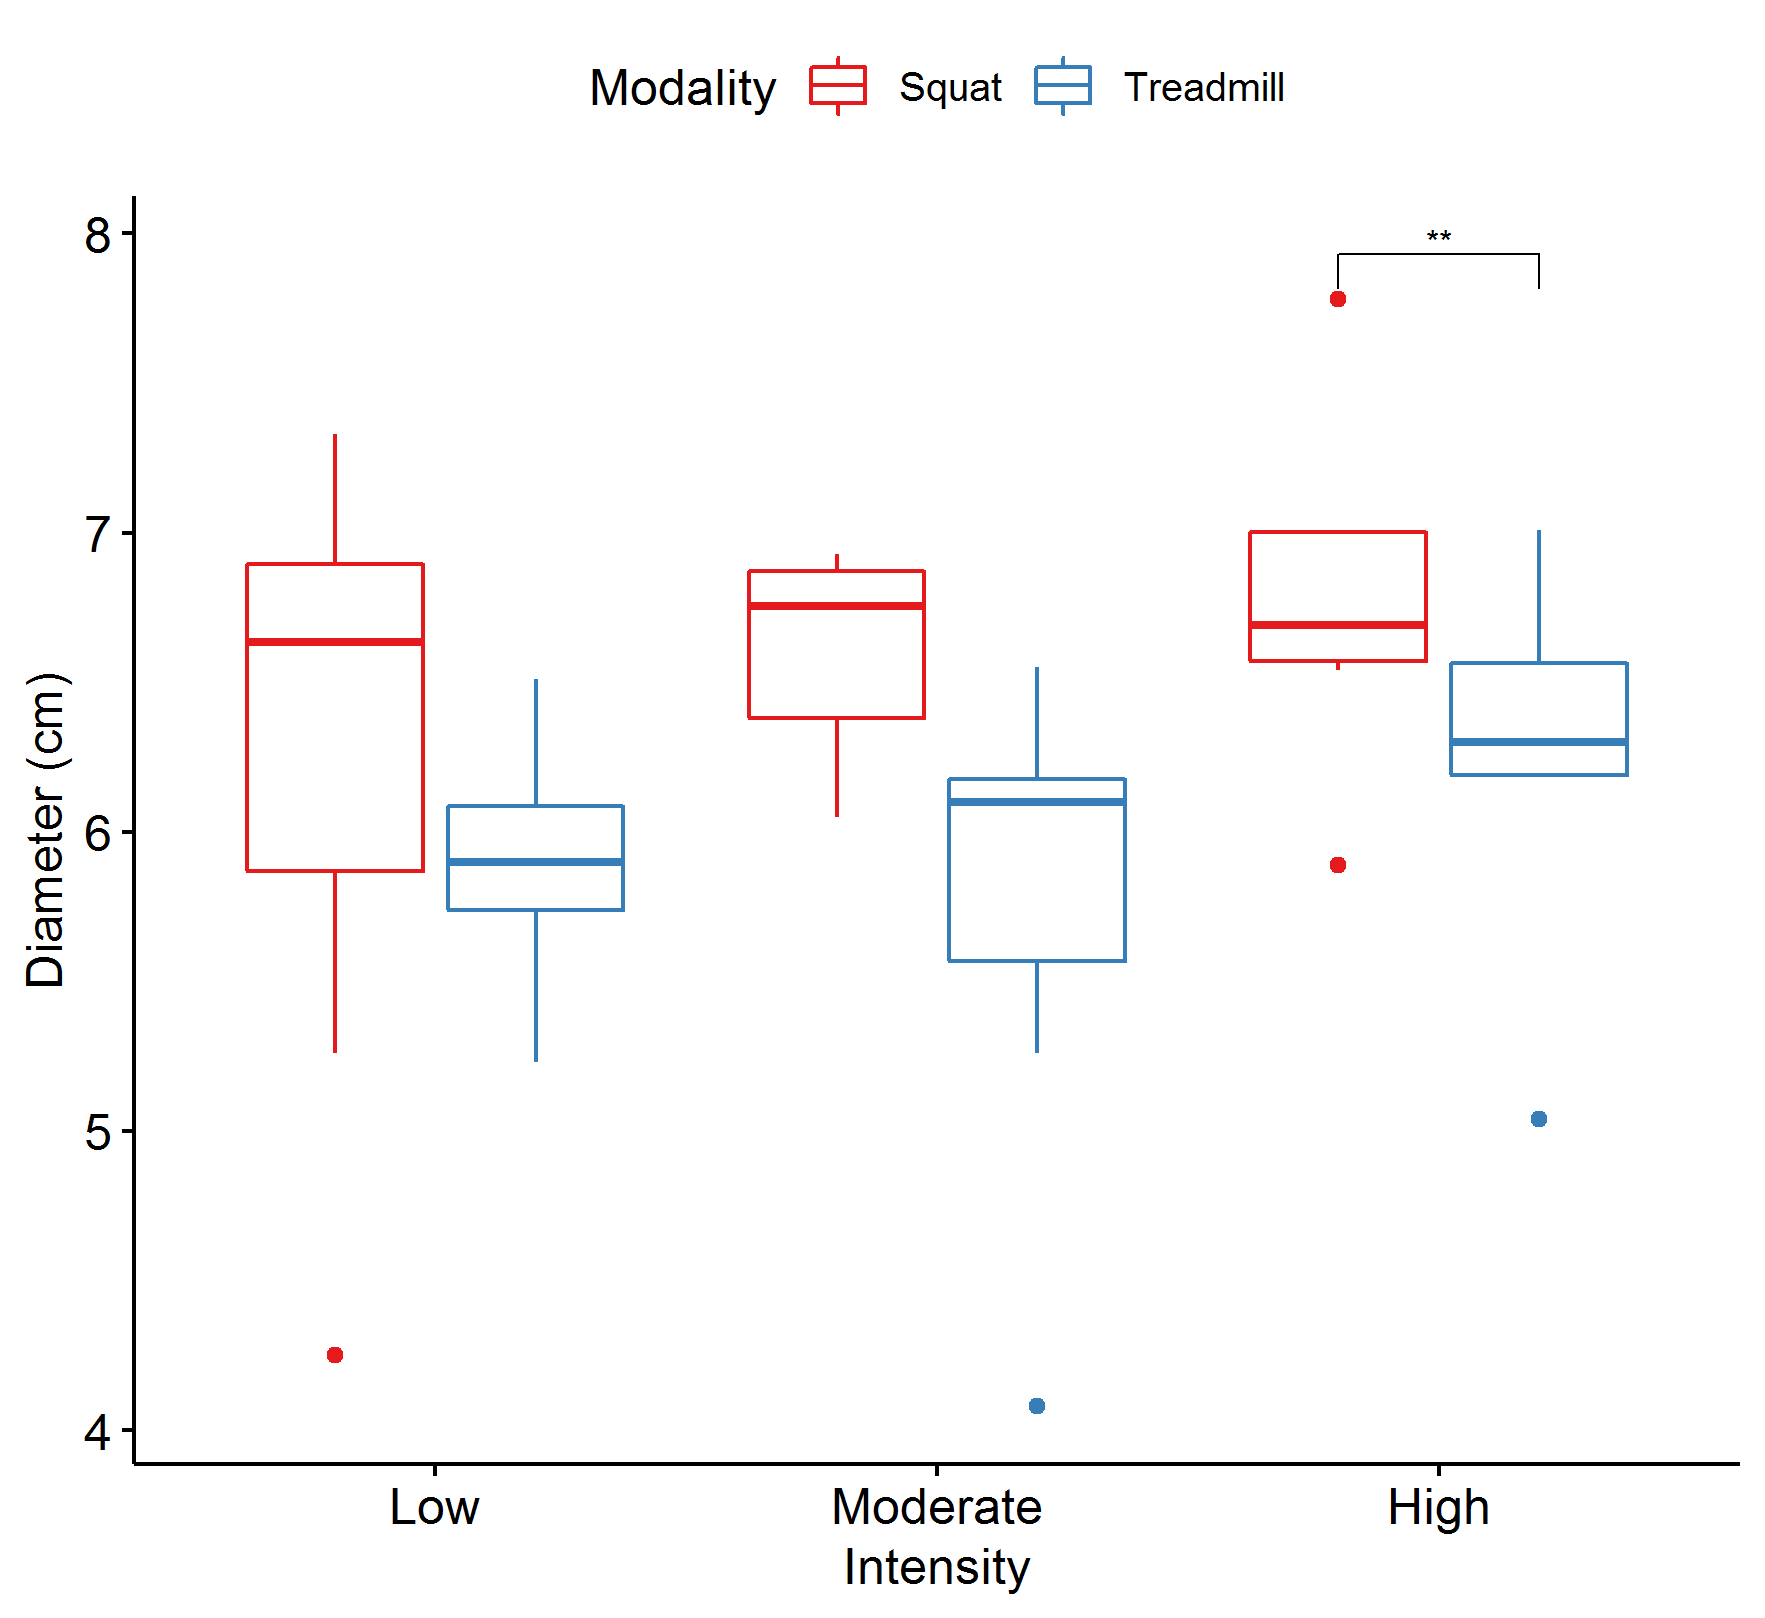 Modality Squat Treadmill
8
**
7
6
5
4
Diameter (cm)
Low Moderate High
Intensity